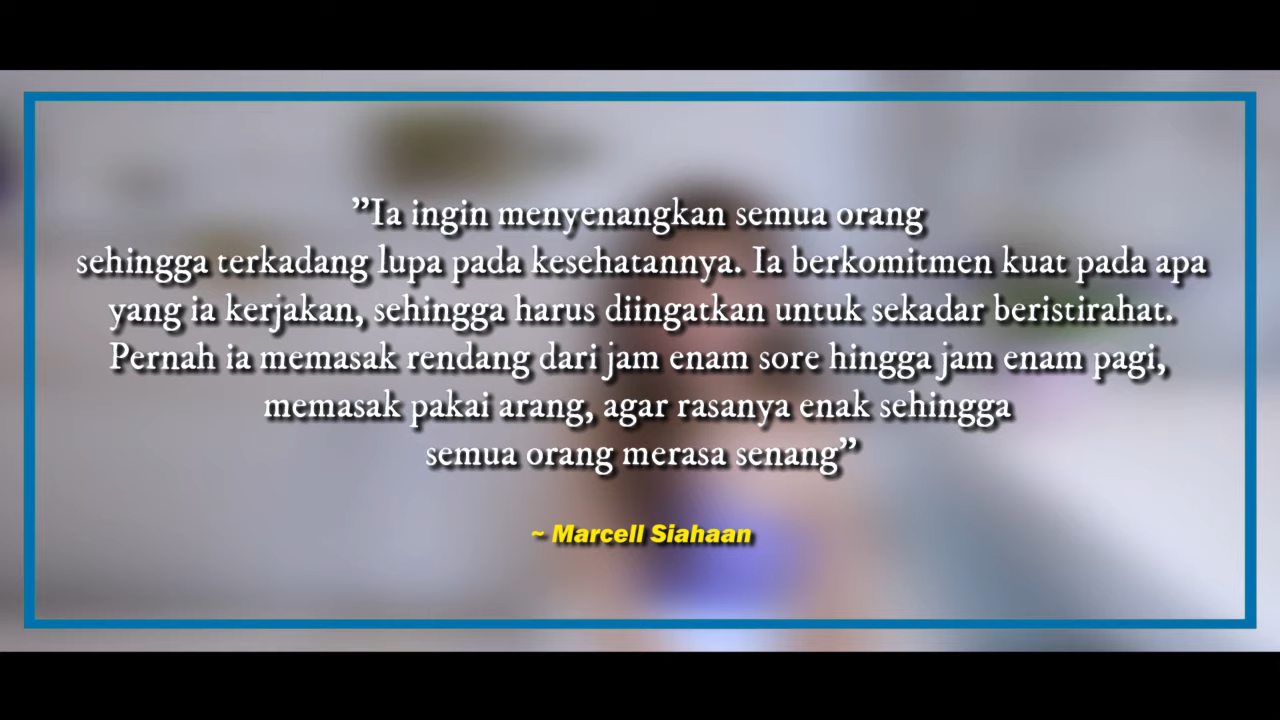 ”Ia ingin menyenangkan semua orang
sehingga terkadang lupa pada kesehatannya. Ia berkomitmen kuat pada apa
yang ia kerjakan, sehingga harus diingatkan untuk sekadar beristirahat.
Pernah ia memasak rendang dari jam enam sore hingga jam enam pagi,
memasak pakai arang, agar rasanya enak sehingga
semua orang merasa senang”
~ Marcell Siahaan